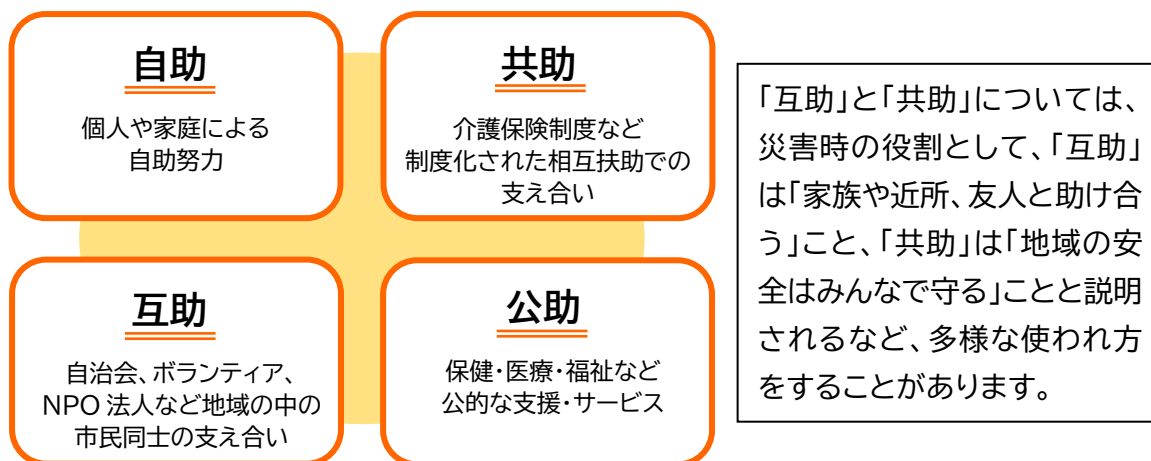 自助
個人や家庭による
自助努力
共助
介護保険制度など
制度化された相互扶助での
支え合い
互助
自治会、ボランティア、
NPO 法人など地域の中の
市民同士の支え合い
公助
保健・医療・福祉など
公的な支援・サービス
「互助」と「共助」については、
災害時の役割として、「互助」
は「家族や近所、友人と助け合
う」こと、「共助」は「地域の安
全はみんなで守る」ことと説明
されるなど、多様な使われ方
をすることがあります。